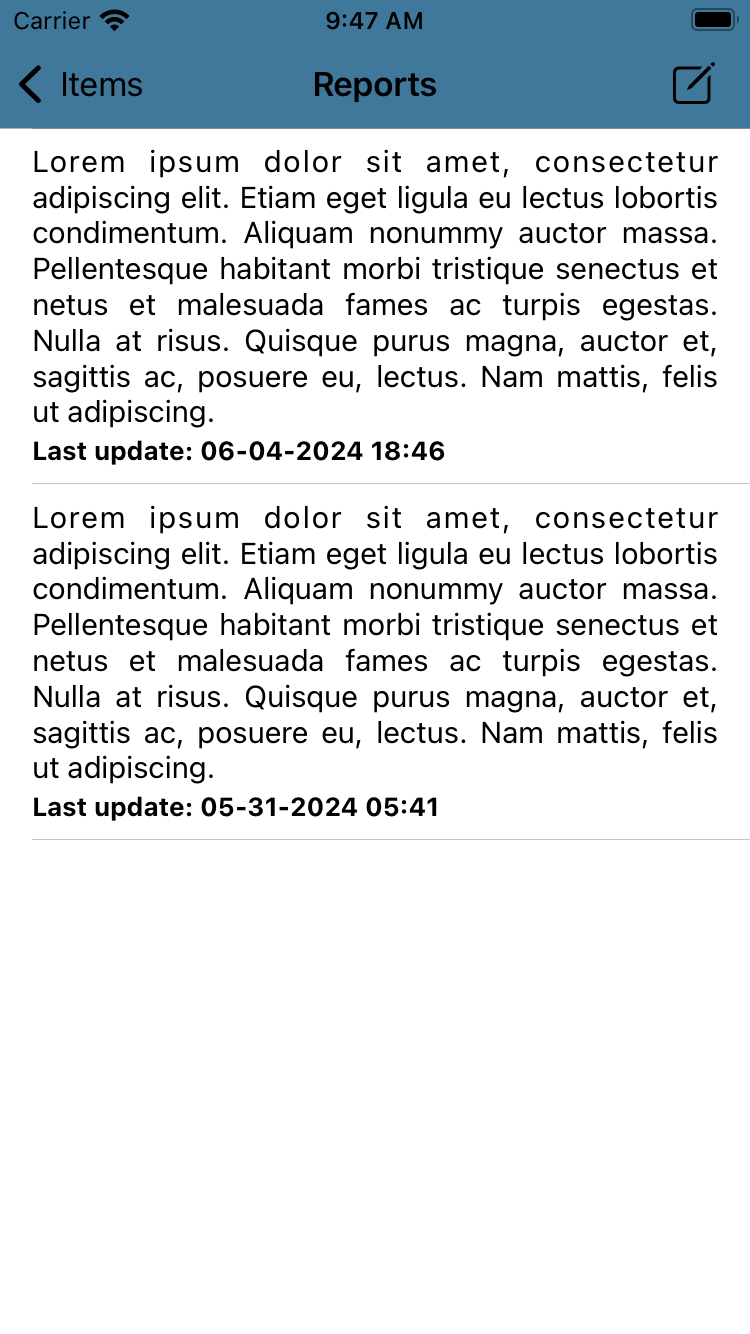 Carrier 9:47 AM
Items Reports
Lorem ipsum dolor sit amet, consectetur
adipiscing elit. Etiam eget ligula eu lectus lobortis
condimentum. Aliquam nonummy auctor massa.
Pellentesque habitant morbi tristique senectus et
netus et malesuada fames ac turpis egestas.
Nulla at risus. Quisque purus magna, auctor et,
sagittis ac, posuere eu, lectus. Nam mattis, felis
ut adipiscing.
Last update: 06-04-2024 18:46
Lorem ipsum dolor sit amet, consectetur
adipiscing elit. Etiam eget ligula eu lectus lobortis
condimentum. Aliquam nonummy auctor massa.
Pellentesque habitant morbi tristique senectus et
netus et malesuada fames ac turpis egestas.
Nulla at risus. Quisque purus magna, auctor et,
sagittis ac, posuere eu, lectus. Nam mattis, felis
ut adipiscing.
Last update: 05-31-2024 05:41